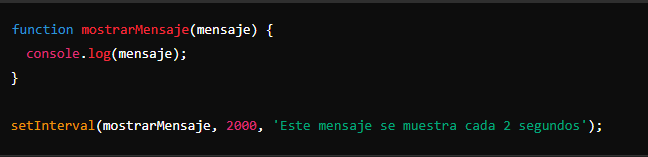 function mostrarMensaje(mensaje) {
  console.log(mensaje);
}

setInterval(mostrarMensaje, 2000, 'Este mensaje se muestra cada 2 segundos');